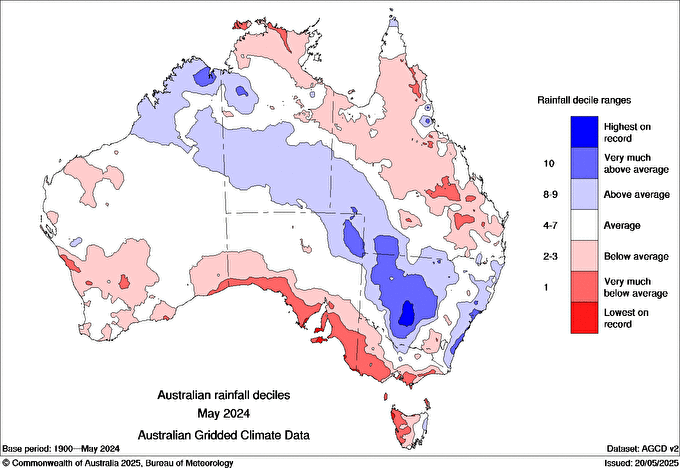 Rainfall decile ranges
Highest on
record
10
Very much
above average
8-9
Above average
4-7
Average
2-3
Below average
1
Very much
below average
Lowest on
record
Australian rainfall deciles
May 2024
Australian Gridded Climate Data
Base period: 1900—May 2024
Dataset: AGCD v2
© Commonwealth of Australia 2025, Bureau of Meteorology
Issued: 20/05/2025